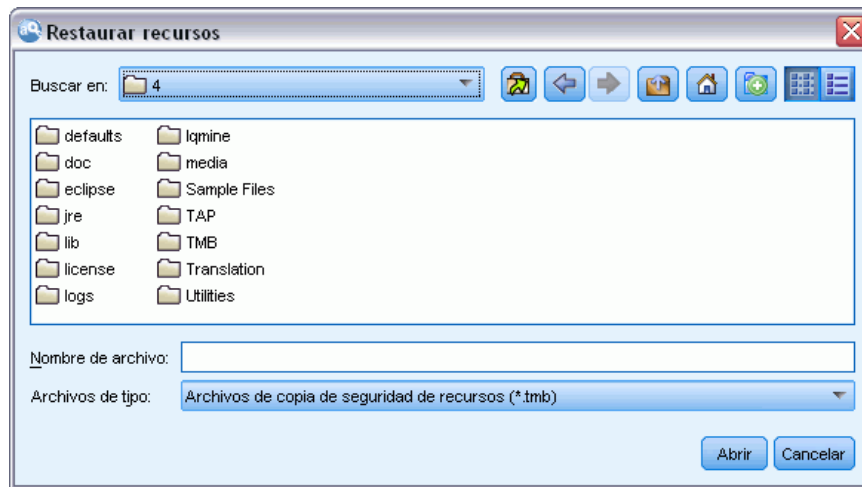 Restaurar recursos
Buscar en: 4
defaults lqmine
doc media
eclipse Sample Files
jre TAP
lib TMB
license Translation
logs Utilities
Nombre de archivo:
Archivos de tipo: Archivos de copia de seguridad de recursos (*.tmb)
Abrir Cancelar